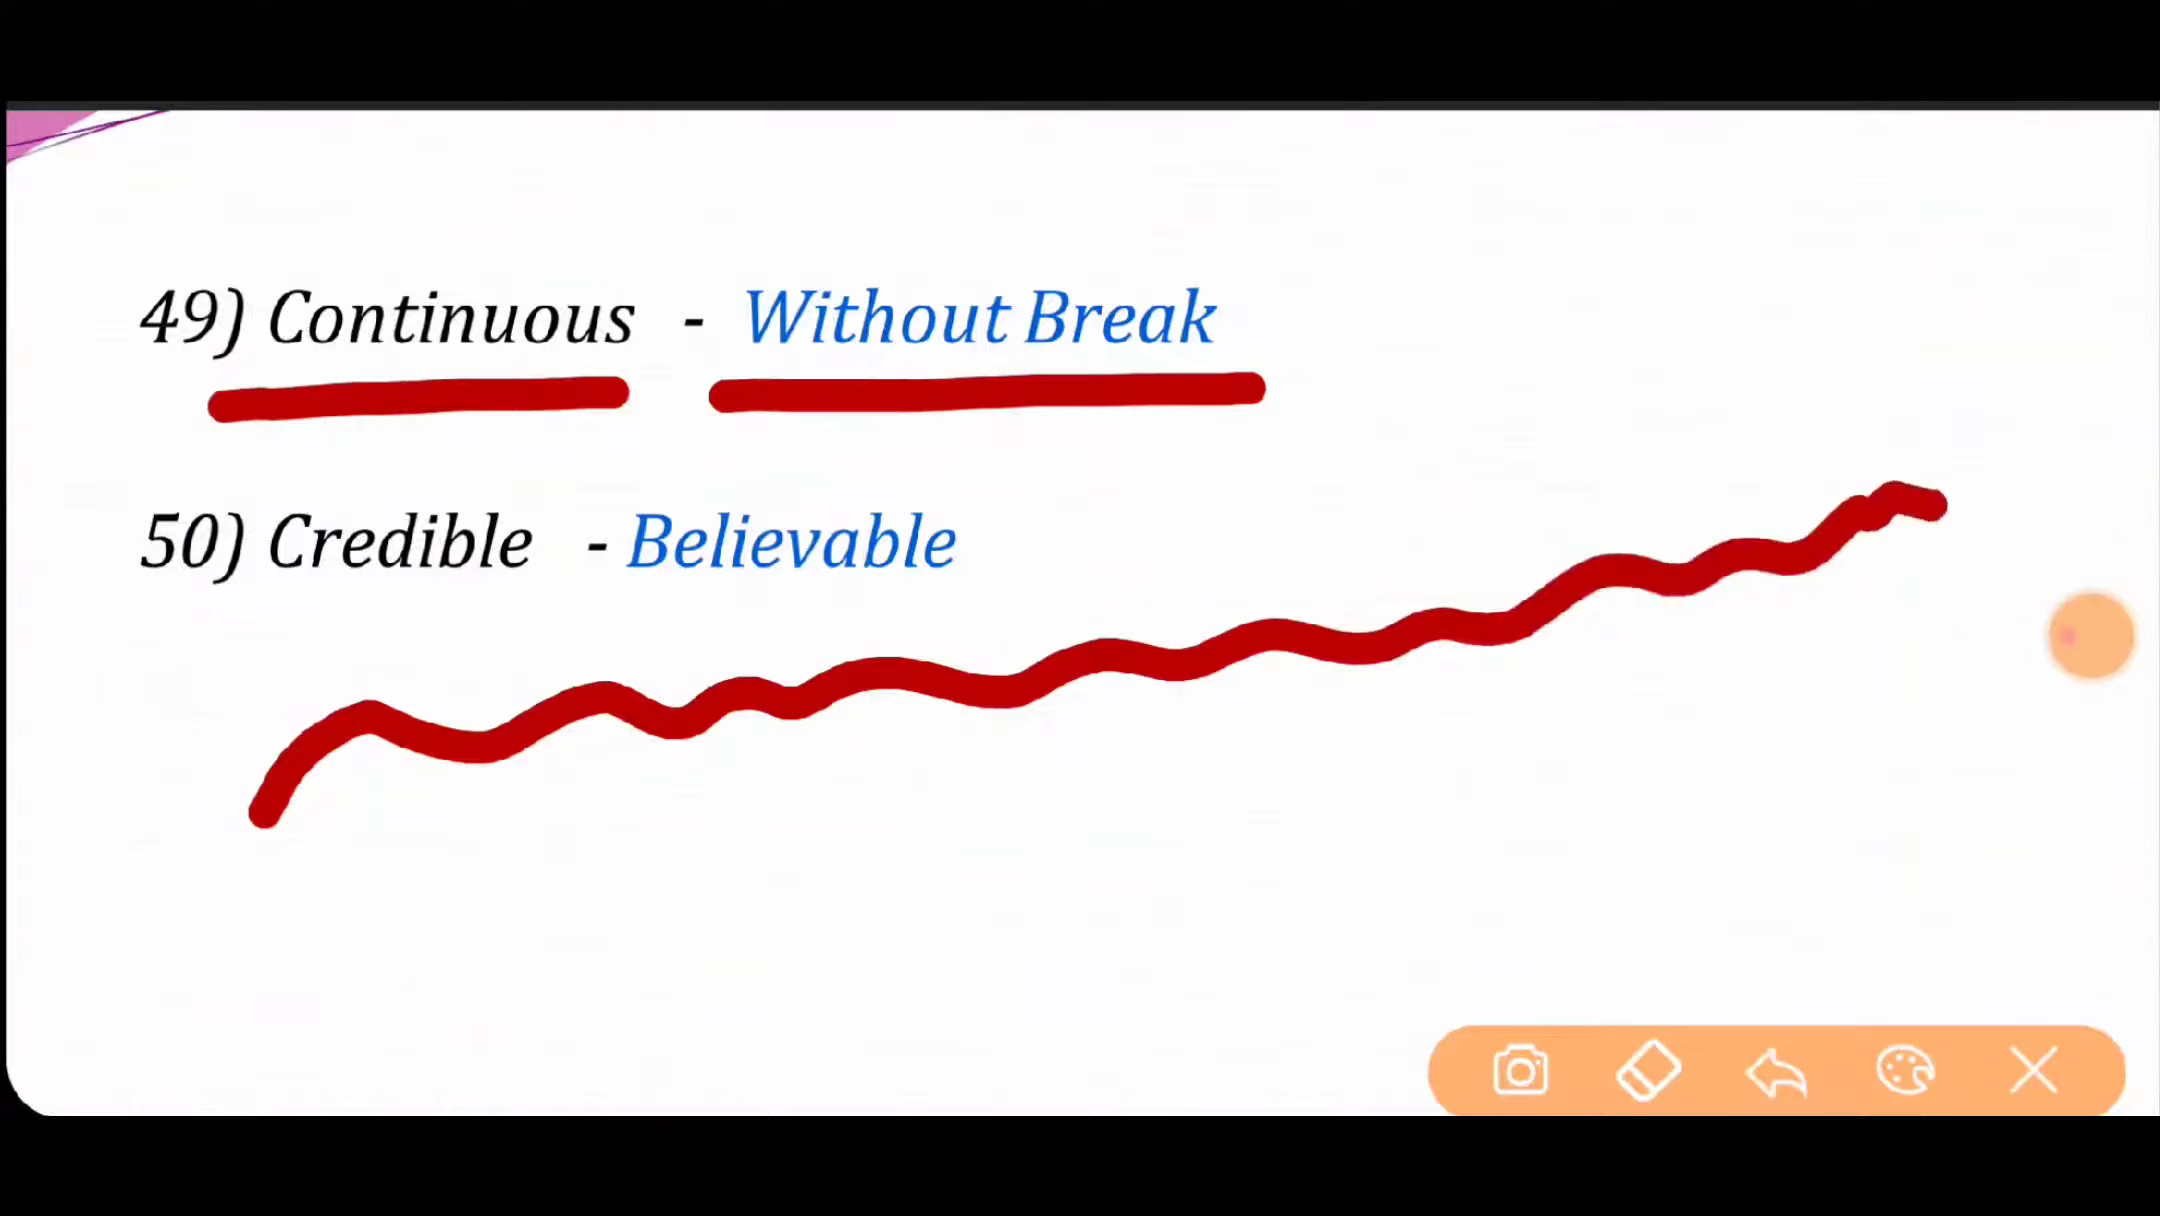 49) Continuous - Without Break
50) Credible - Believable